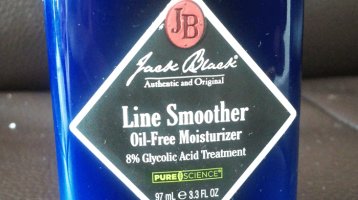 JB
Jack Black®
Authentic and Original
Line Smoother
Oil-Free Moisturizer
8% Glycolic Acid Treatment
PURE SCIENCE®
97 mL e 3.3 FL OZ